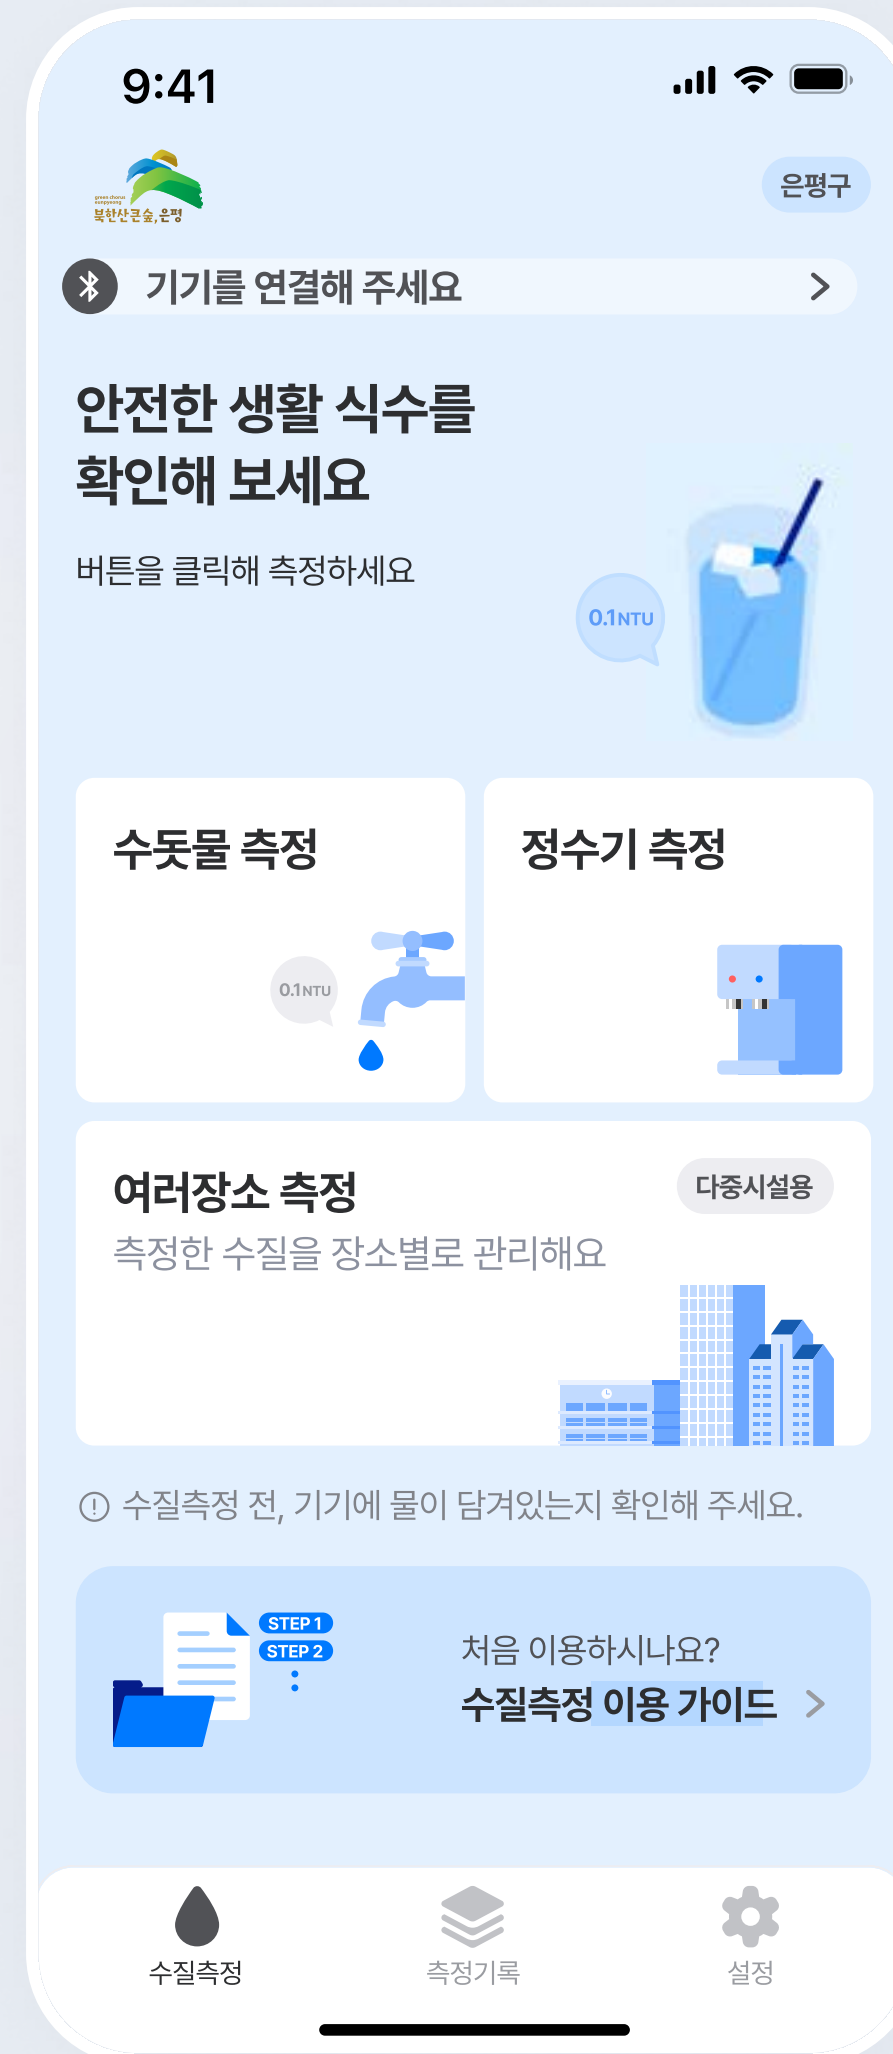 9:41
green chorus
eunpyeong
북한산큰숲,은평
은평구
기기를 연결해 주세요
안전한 생활 식수를
확인해 보세요
버튼을 클릭해 측정하세요
0.1NTU
수돗물 측정
0.1NTU
정수기 측정
여러장소 측정
다중시설용
측정한 수질을 장소별로 관리해요
수질측정 전, 기기에 물이 담겨있는지 확인해 주세요.
STEP 1
STEP 2
처음 이용하시나요?
수질측정 이용 가이드
수질측정
측정기록
설정